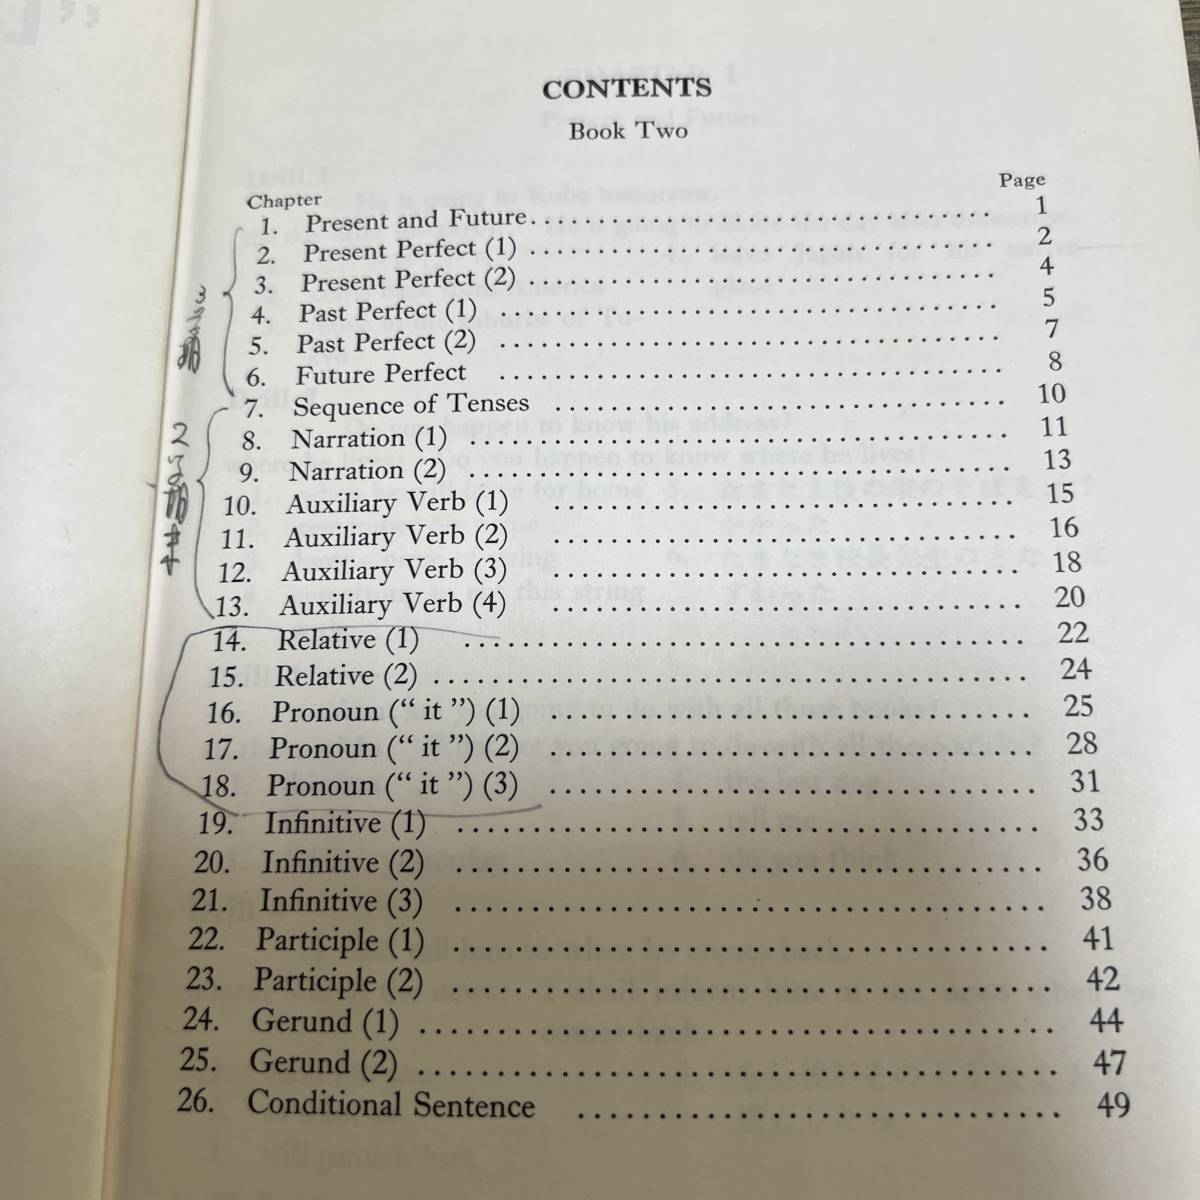 CONTENTS
Book Two
Chapter Page
1. Present and Future 1
2. Present Perfect (1) 2
3. Present Perfect (2) 4
4. Past Perfect (1) 5
5. Past Perfect (2) 7
6. Future Perfect 8
7. Sequence of Tenses 10
8. Narration (1) 11
9. Narration (2) 13
10. Auxiliary Verb (1) 15
11. Auxiliary Verb (2) 16
12. Auxiliary Verb (3) 18
13. Auxiliary Verb (4) 20
14. Relative (1) 22
15. Relative (2) 24
16. Pronoun (“it”) (1) 25
17. Pronoun (“it”) (2) 28
18. Pronoun (“it”) (3) 31
19. Infinitive (1) 33
20. Infinitive (2) 36
21. Infinitive (3) 38
22. Participle (1) 41
23. Participle (2) 42
24. Gerund (1) 44
25. Gerund (2) 47
26. Conditional Sentence 49